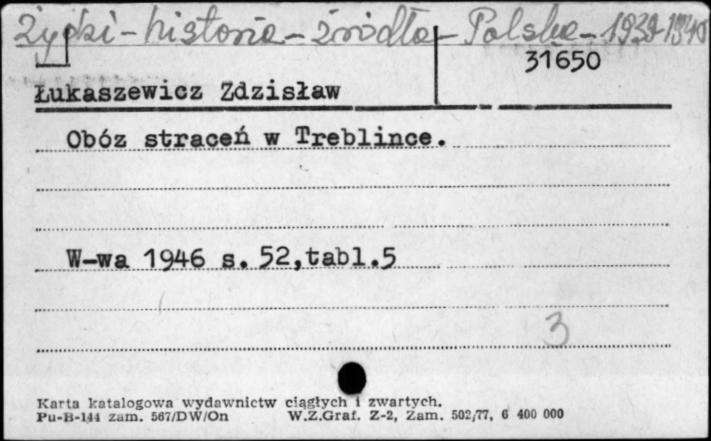 Żydzi - historia - źródła - Polska - 1939-1945
31650
Łukaszewicz Zdzisław
Obóz straceń w Treblince.
W-wa 1946 s. 52,tabl.5
3
Karta katalogowa wydawnictw ciągłych i zwartych.
Pu-B-144 zam. 567/DW/On W.Z.Graf. Z-2, Zam. 502/77, 6 400 000